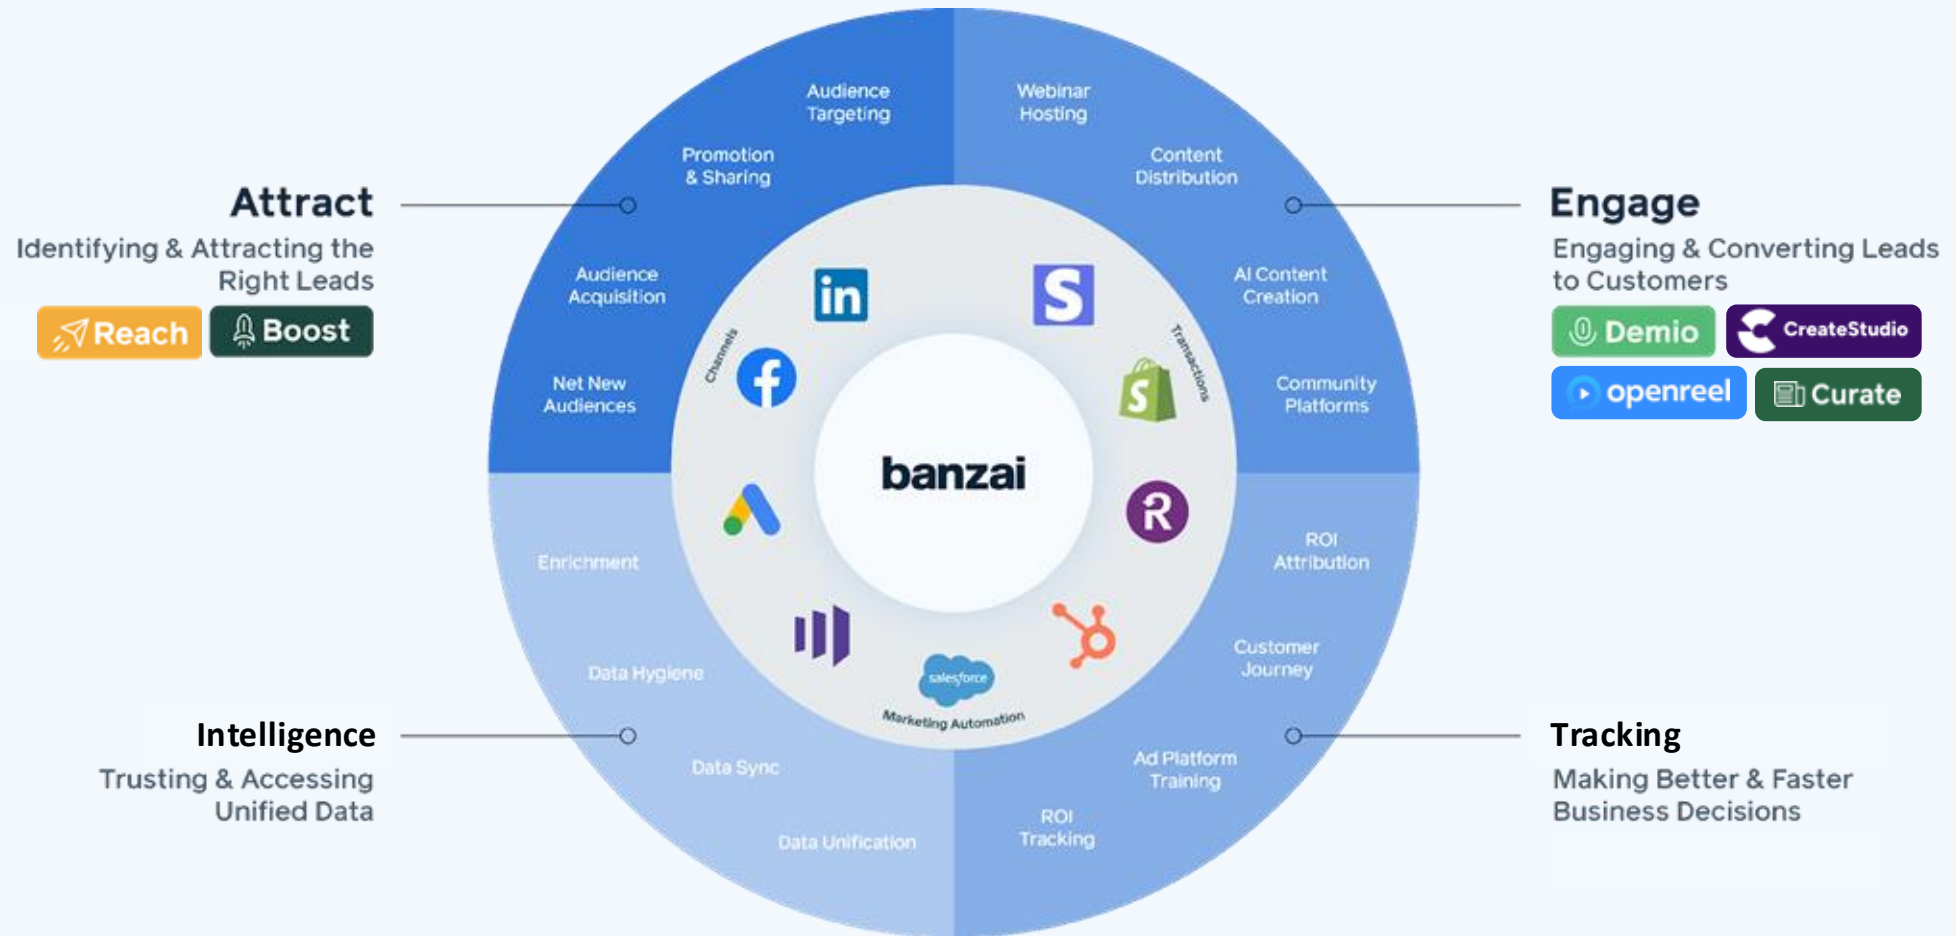 Attract
Identifying & Attracting the
Right Leads
Reach
Boost
Audience
Targeting
Promotion
& Sharing
Audience
Acquisition
Net New
Audiences
Webinar
Hosting
Content
Distribution
AI Content
Creation
Community
Platforms
Engage
Engaging & Converting Leads
to Customers
Demio
CreateStudio
openreel
Curate
Channels
in
f
S
Transactions
S
R
banzai
salesforce
Marketing Automation
Intelligence
Trusting & Accessing
Unified Data
Enrichment
Data Hygiene
Data Sync
Data Unification
ROI
Attribution
Customer
Journey
Ad Platform
Training
ROI
Tracking
Tracking
Making Better & Faster
Business Decisions